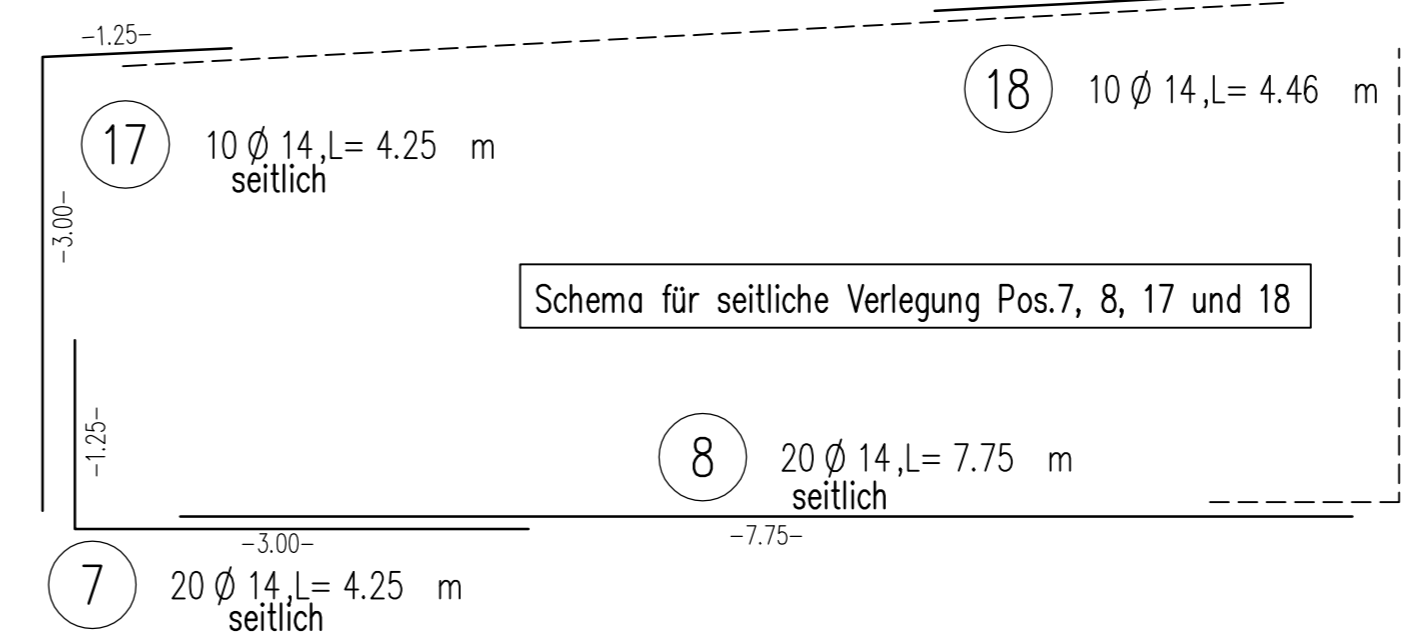 -1.25-
18
10 Ø 14,L= 4.46 m
17
10 Ø 14,L= 4.25 m
seitlich
-3.00-
Schema für seitliche Verlegung Pos.7, 8, 17 und 18
-1.25-
8
20 Ø 14,L= 7.75 m
seitlich
-7.75-
-3.00-
7
20 Ø 14,L= 4.25 m
seitlich